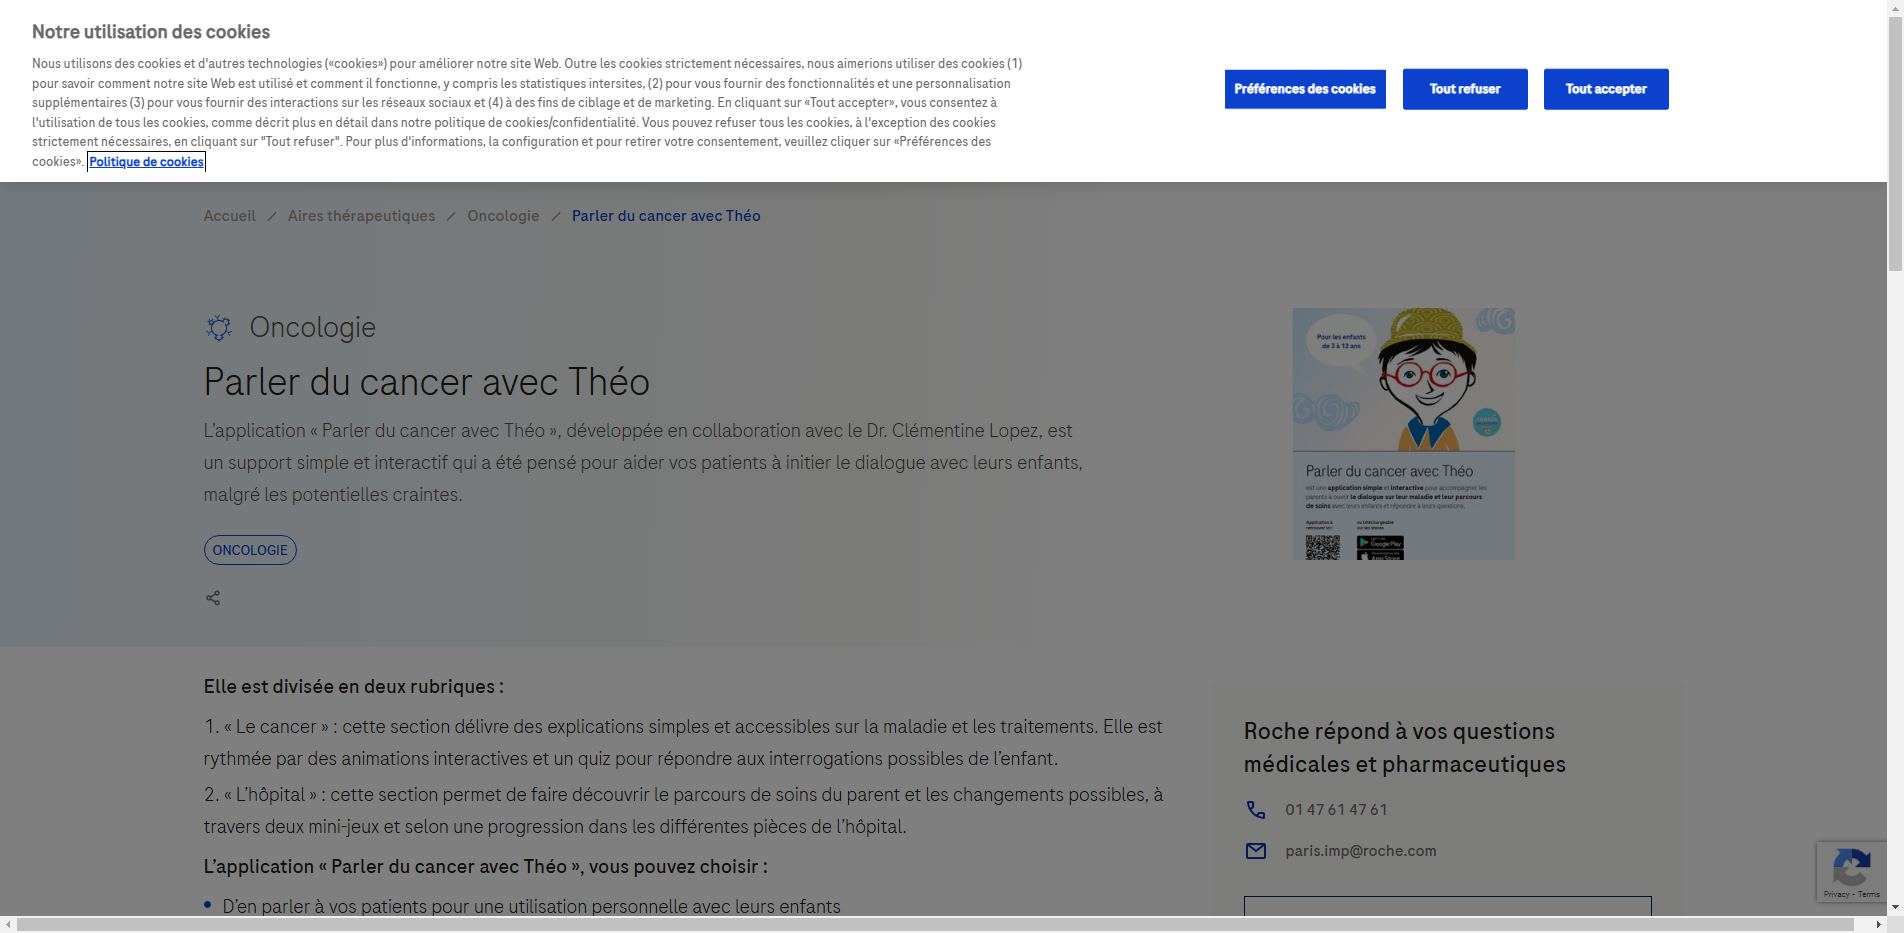 Notre utilisation des cookies
Nous utilisons des cookies et d'autres technologies («cookies») pour améliorer notre site Web. Outre les cookies strictement nécessaires, nous aimerions utiliser des cookies (1)
pour savoir comment notre site Web est utilisé et comment il fonctionne, y compris les statistiques intersites, (2) pour vous fournir des fonctionnalités et une personnalisation
supplémentaires (3) pour vous fournir des interactions sur les réseaux sociaux et (4) à des fins de ciblage et de marketing. En cliquant sur «Tout accepter», vous consentez à
l'utilisation de tous les cookies, comme décrit plus en détail dans notre politique de cookies/confidentialité. Vous pouvez refuser tous les cookies, à l'exception des cookies
strictement nécessaires, en cliquant sur "Tout refuser". Pour plus d'informations, la configuration et pour retirer votre consentement, veuillez cliquer sur «Préférences des
cookies». Politique de cookies
Préférences des cookies
Tout refuser
Tout accepter
Accueil / Aires thérapeutiques / Oncologie / Parler du cancer avec Théo
Oncologie
Parler du cancer avec Théo
L'application « Parler du cancer avec Théo », développée en collaboration avec le Dr. Clémentine Lopez, est
un support simple et interactif qui a été pensé pour aider vos patients à initier le dialogue avec leurs enfants,
malgré les potentielles craintes.
ONCOLOGIE
Pour les enfants
de 3 à 12 ans
Parler du cancer avec Théo
est une application simple et interactive pour accompagner les
parents à ouvrir le dialogue sur leur maladie et leur parcours
de soins avec leurs enfants et répondre à leurs questions.
Application à
retrouver ici :
ou téléchargeable
sur les stores
Google Play
App Store
Elle est divisée en deux rubriques :
1. « Le cancer » : cette section délivre des explications simples et accessibles sur la maladie et les traitements. Elle est
rythmée par des animations interactives et un quiz pour répondre aux interrogations possibles de l'enfant.
2. « L'hôpital » : cette section permet de faire découvrir le parcours de soins du parent et les changements possibles, à
travers deux mini-jeux et selon une progression dans les différentes pièces de l'hôpital.
L'application « Parler du cancer avec Théo », vous pouvez choisir :
D'en parler à vos patients pour une utilisation personnelle avec leurs enfants
Roche répond à vos questions
médicales et pharmaceutiques
01 47 61 47 61
paris.imp@roche.com
Privacy - Terms